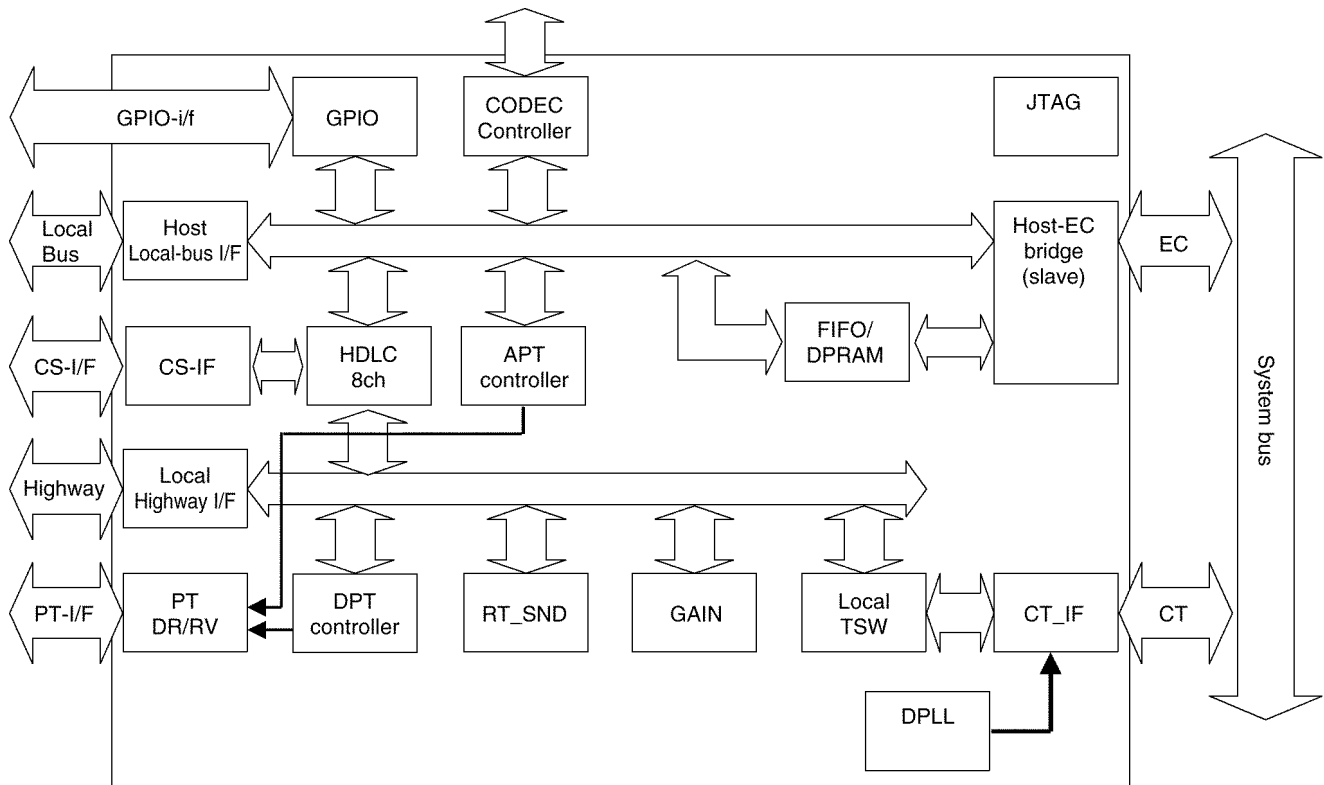 GPIO-i/f
GPIO
CODEC
Controller
JTAG
Local
Bus
Host
Local-bus I/F
Host-EC
bridge
(slave)
EC
CS-I/F
CS-IF
HDLC
8ch
APT
controller
FIFO/
DPRAM
System bus
Highway
Local
Highway I/F
PT-I/F
PT
DR/RV
DPT
controller
RT_SND
GAIN
Local
TSW
CT_IF
CT
DPLL